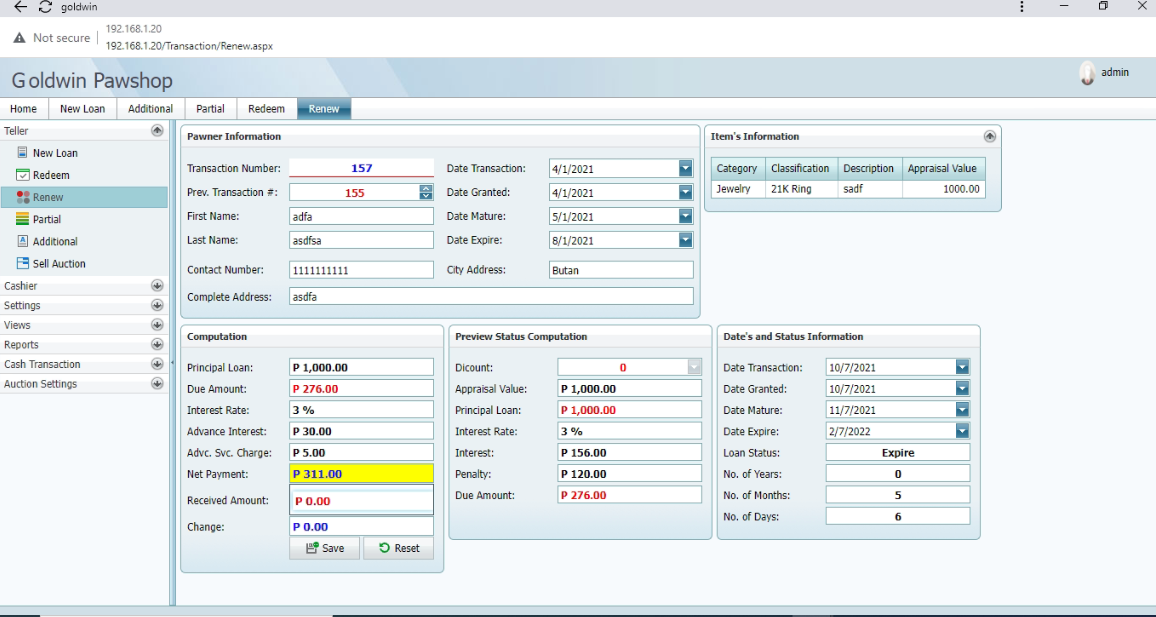 goldwin
Not secure
192.168.1.20
192.168.1.20/Transaction/Renew.aspx
Goldwin Pawshop
admin
Home New Loan Additional Partial Redeem Renew
Teller
New Loan
Redeem
Renew
Partial
Additional
Sell Auction
Cashier
Settings
Views
Reports
Cash Transaction
Auction Settings
Pawner Information
Transaction Number: 157 Date Transaction: 4/1/2021
Prev. Transaction #: 155 Date Granted: 4/1/2021
First Name: adfa Date Mature: 5/1/2021
Last Name: asdfsa Date Expire: 8/1/2021
Contact Number: 1111111111 City Address: Butan
Complete Address: asdfa
Item's Information
Category Classification Description Appraisal Value
Jewelry 21K Ring sadf 1000.00
Computation
Principal Loan: P 1,000.00
Due Amount: P 276.00
Interest Rate: 3 %
Advance Interest: P 30.00
Advc. Svc. Charge: P 5.00
Net Payment: P 311.00
Received Amount: P 0.00
Change: P 0.00
Save Reset
Preview Status Computation
Dicount: 0
Appraisal Value: P 1,000.00
Principal Loan: P 1,000.00
Interest Rate: 3 %
Interest: P 156.00
Penalty: P 120.00
Due Amount: P 276.00
Date's and Status Information
Date Transaction: 10/7/2021
Date Granted: 10/7/2021
Date Mature: 11/7/2021
Date Expire: 2/7/2022
Loan Status: Expire
No. of Years: 0
No. of Months: 5
No. of Days: 6